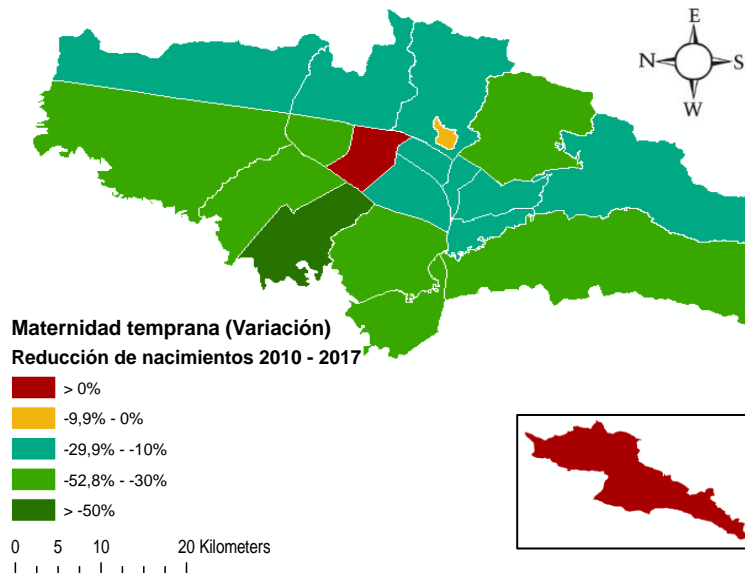 E
N S
W
Maternidad temprana (Variación)
Reducción de nacimientos 2010 - 2017
> 0%
-9,9% - 0%
-29,9% - -10%
-52,8% - -30%
> -50%
0 5 10 20 Kilometers